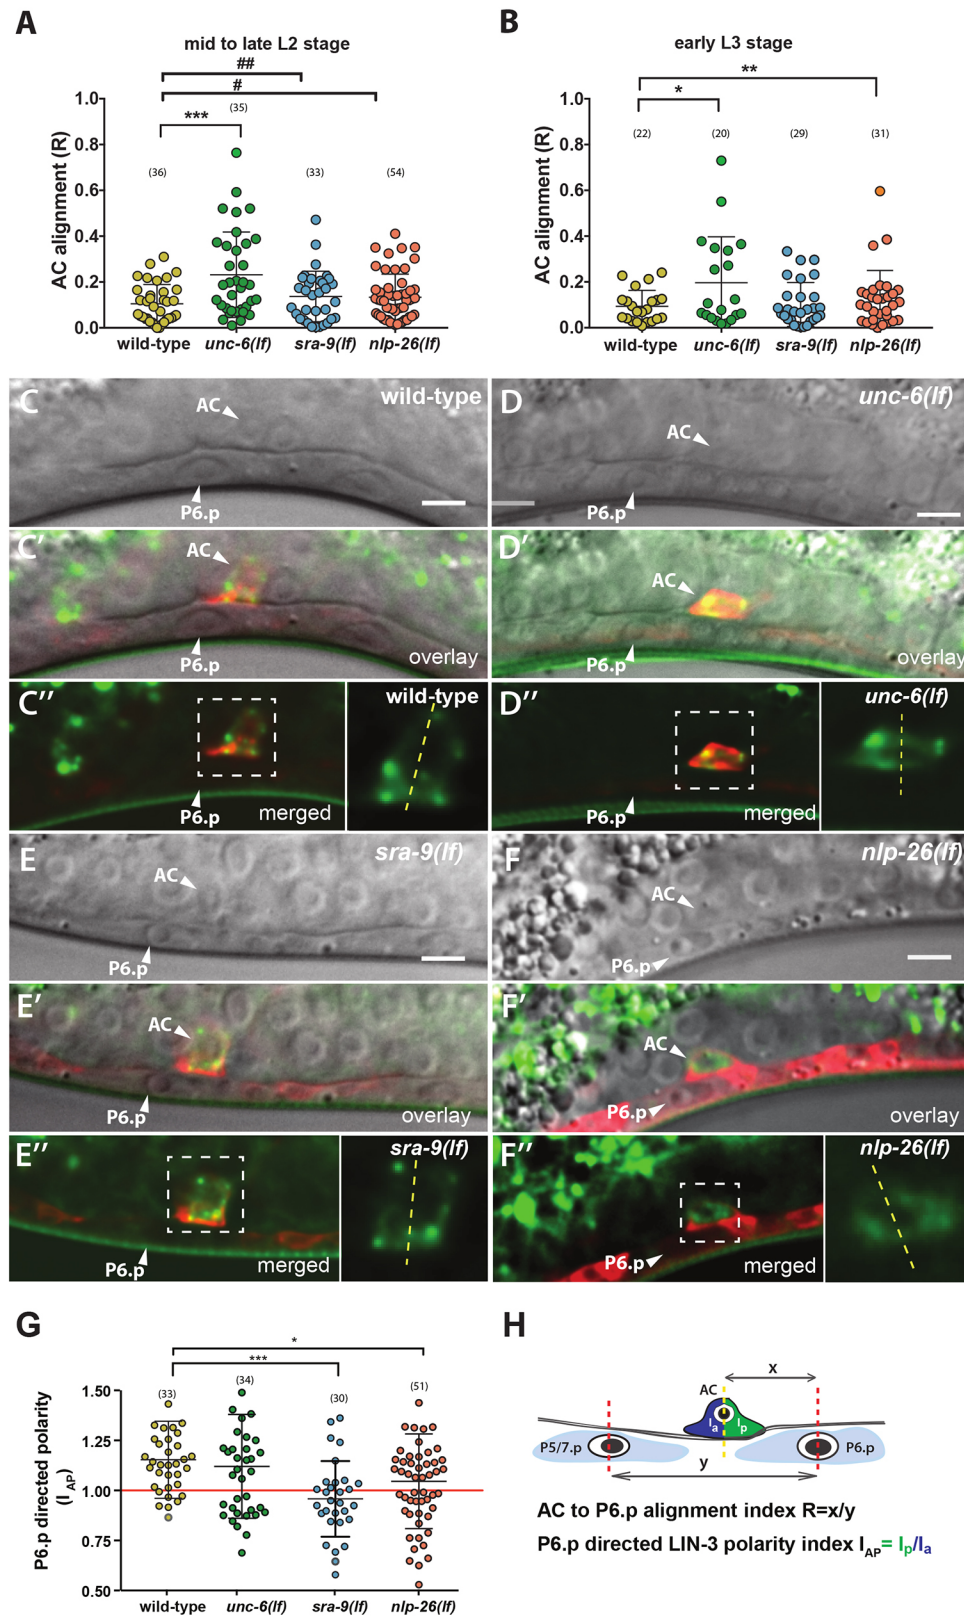 A
mid to late L2 stage
##
#
(35)
***
(36)
(33)
(54)
AC alignment (R)
1.0
0.8
0.6
0.4
0.2
0.0
wild-type
unc-6(lf)
sra-9(lf)
nlp-26(lf)
B
early L3 stage
**
*
(22)
(20)
(29)
(31)
AC alignment (R)
1.0
0.8
0.6
0.4
0.2
0.0
wild-type
unc-6(lf)
sra-9(lf)
nlp-26(lf)
C
wild-type
AC
P6.p
D
unc-6(lf)
AC
P6.p
C′
AC
P6.p
overlay
D′
AC
P6.p
overlay
C′′
P6.p
merged
wild-type
D′′
P6.p
merged
unc-6(lf)
E
sra-9(lf)
AC
P6.p
F
nlp-26(lf)
AC
P6.p
E′
AC
P6.p
overlay
F′
AC
P6.p
overlay
E′′
P6.p
merged
sra-9(lf)
F′′
P6.p
merged
nlp-26(lf)
G
*
***
(33)
(34)
(30)
(51)
P6.p directed polarity
(I AP)
1.50
1.25
1.00
0.75
0.50
wild-type
unc-6(lf)
sra-9(lf)
nlp-26(lf)
H
x
AC
Ia
Ip
P5/7.p
P6.p
y
AC to P6.p alignment index R=x/y
P6.p directed LIN-3 polarity index IAP= Ip/Ia